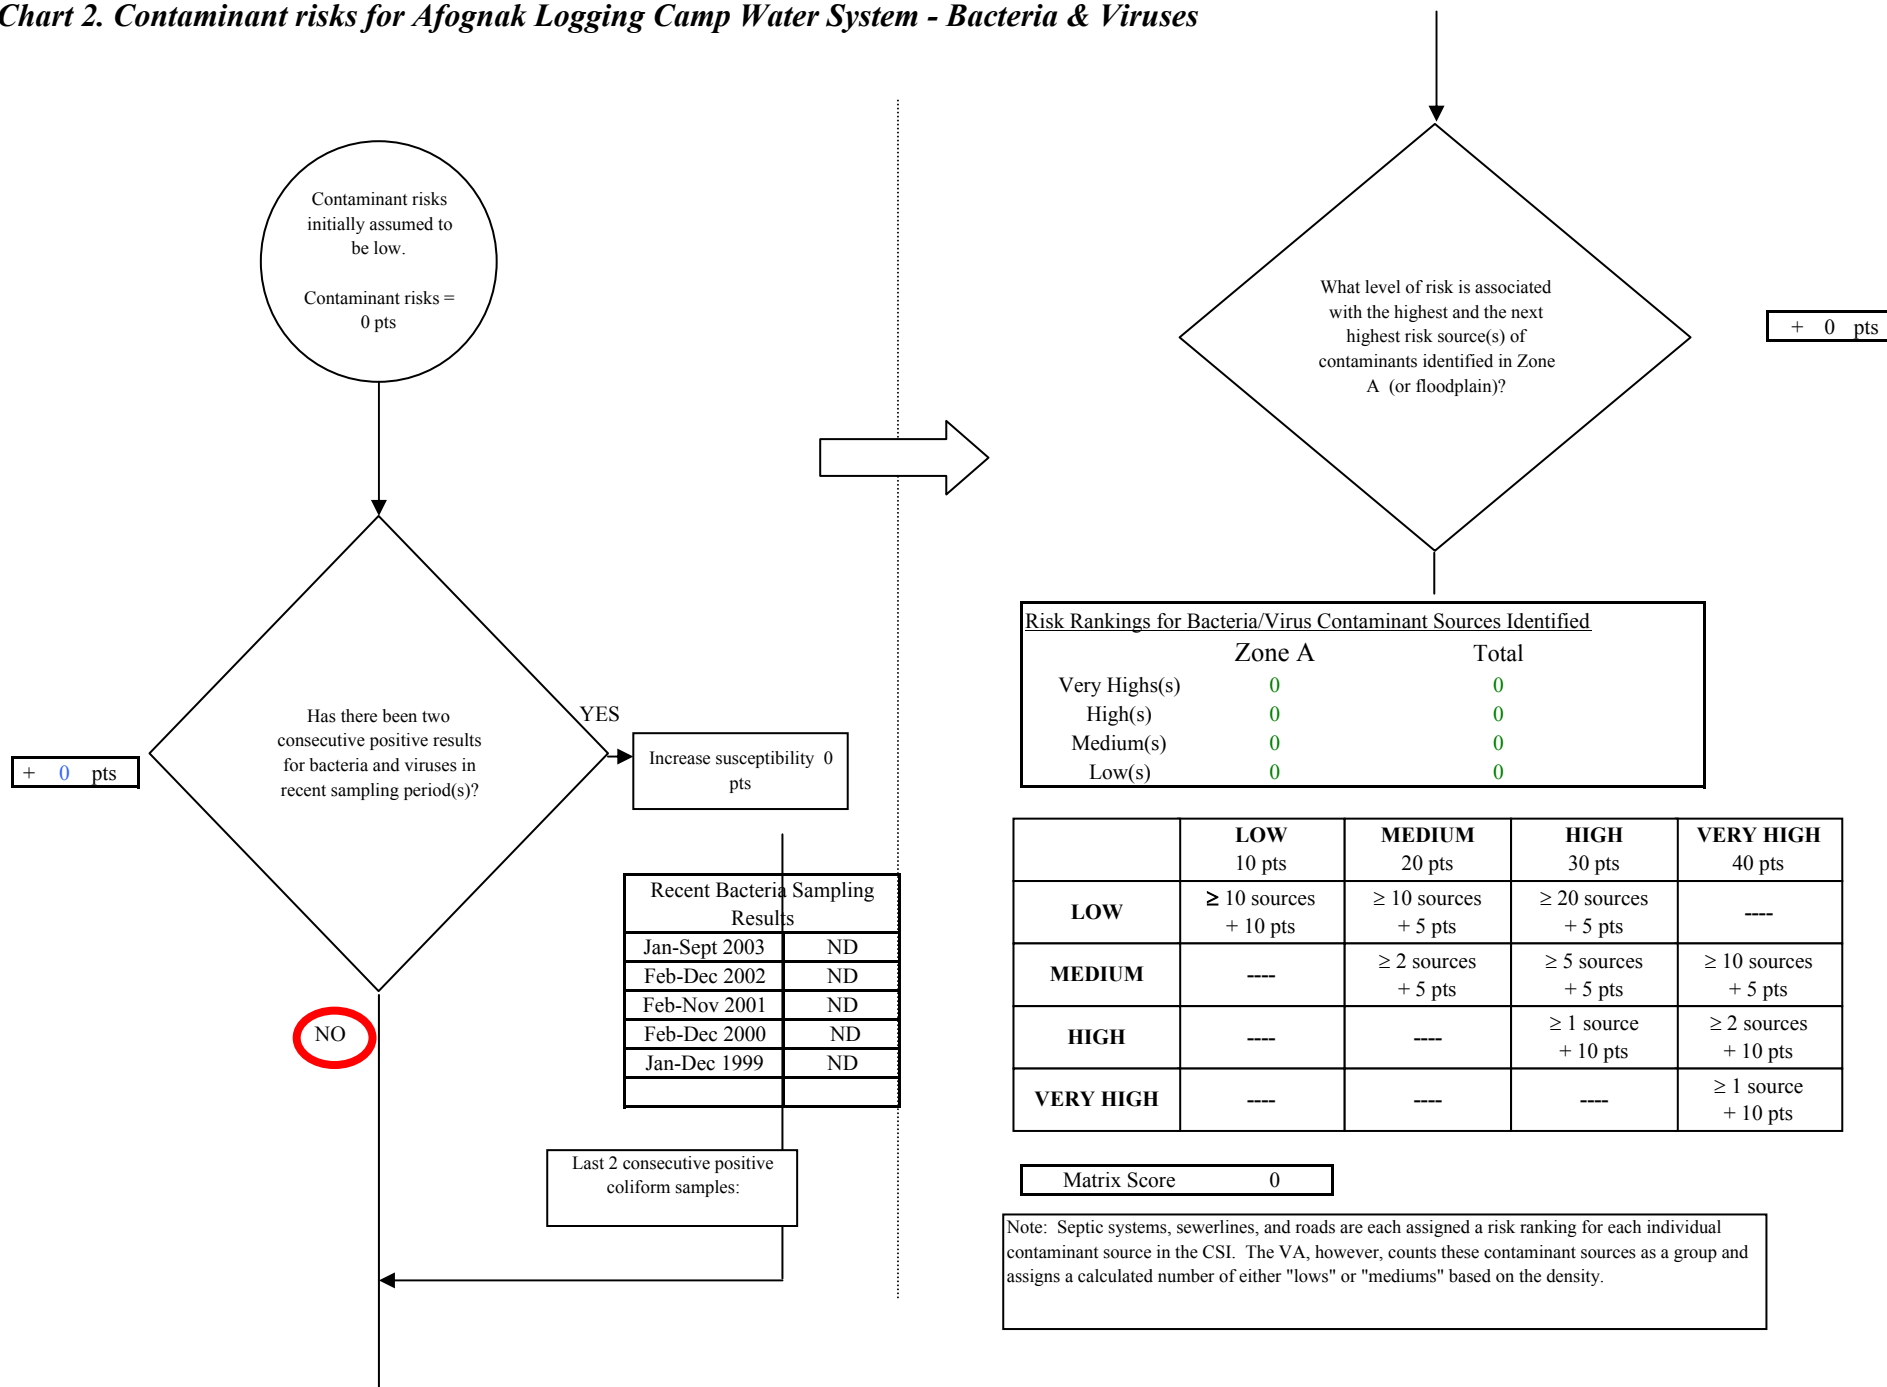 Chart 2. Contaminant risks for Afognak Logging Camp Water System - Bacteria & Viruses
Contaminant risks
initially assumed to
be low.
Contaminant risks =
0 pts
Has there been two
consecutive positive results
for bacteria and viruses in
recent sampling period(s)?
+ 0 pts
YES
Increase susceptibility 0
pts
NO
Recent Bacteria Sampling
Results
Jan-Sept 2003 ND
Feb-Dec 2002 ND
Feb-Nov 2001 ND
Feb-Dec 2000 ND
Jan-Dec 1999 ND
Last 2 consecutive positive
coliform samples:
What level of risk is associated
with the highest and the next
highest risk source(s) of
contaminants identified in Zone
A (or floodplain)?
+ 0 pts
Risk Rankings for Bacteria/Virus Contaminant Sources Identified
Zone A Total
Very Highs(s) 0 0
High(s) 0 0
Medium(s) 0 0
Low(s) 0 0
LOW MEDIUM HIGH VERY HIGH
10 pts 20 pts 30 pts 40 pts
LOW ≥ 10 sources ≥ 10 sources ≥ 20 sources ----
+ 10 pts + 5 pts + 5 pts
MEDIUM ---- ≥ 2 sources ≥ 5 sources ≥ 10 sources
+ 5 pts + 5 pts + 5 pts
HIGH ---- ---- ≥ 1 source ≥ 2 sources
+ 10 pts + 10 pts
VERY HIGH ---- ---- ---- ≥ 1 source
+ 10 pts
Matrix Score 0
Note: Septic systems, sewerlines, and roads are each assigned a risk ranking for each individual
contaminant source in the CSI. The VA, however, counts these contaminant sources as a group and
assigns a calculated number of either "lows" or "mediums" based on the density.